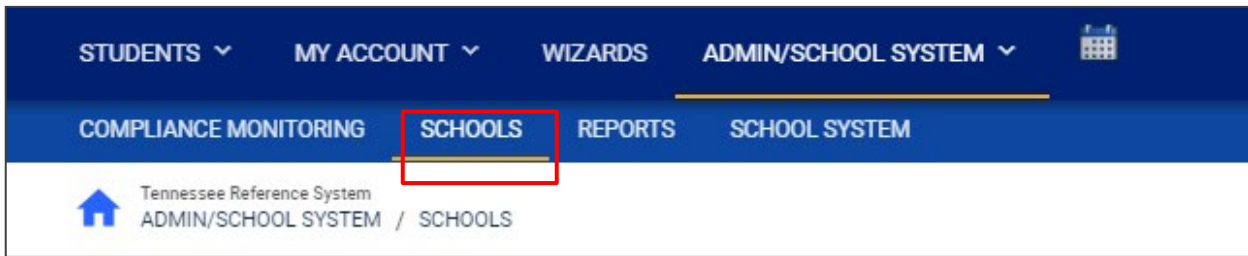 STUDENTS MY ACCOUNT WIZARDS ADMIN/SCHOOL SYSTEM
COMPLIANCE MONITORING SCHOOLS REPORTS SCHOOL SYSTEM
Tennessee Reference System
ADMIN/SCHOOL SYSTEM / SCHOOLS